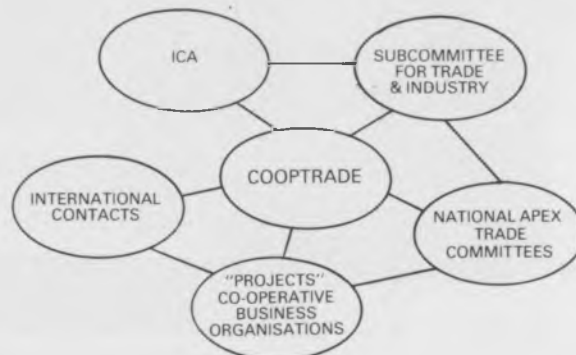 ICA
SUBCOMMITTEE
FOR TRADE
& INDUSTRY
COOPTRADE
INTERNATIONAL
CONTACTS
NATIONAL APEX
TRADE
COMMITTEES
"PROJECTS"
CO-OPERATIVE
BUSINESS
ORGANISATIONS